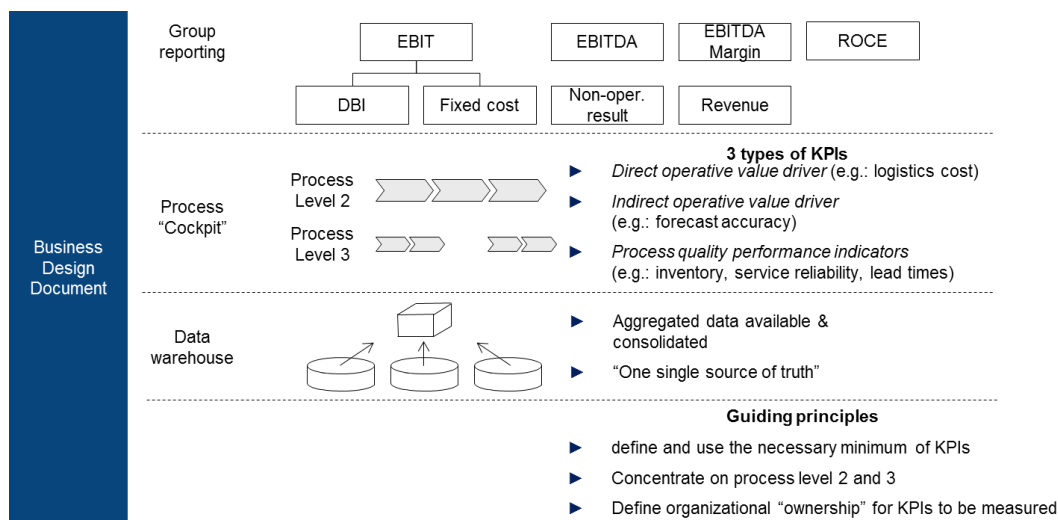 Business
Design
Document
Group
reporting
EBIT
EBITDA
EBITDA
Margin
ROCE
DBI
Fixed cost
Non-oper.
result
Revenue
Process
“Cockpit”
Process
Level 2
Process
Level 3
3 types of KPIs
► Direct operative value driver (e.g.: logistics cost)
► Indirect operative value driver
(e.g.: forecast accuracy)
► Process quality performance indicators
(e.g.: inventory, service reliability, lead times)
Data
warehouse
► Aggregated data available &
consolidated
► “One single source of truth”
Guiding principles
► define and use the necessary minimum of KPIs
► Concentrate on process level 2 and 3
► Define organizational “ownership” for KPIs to be measured